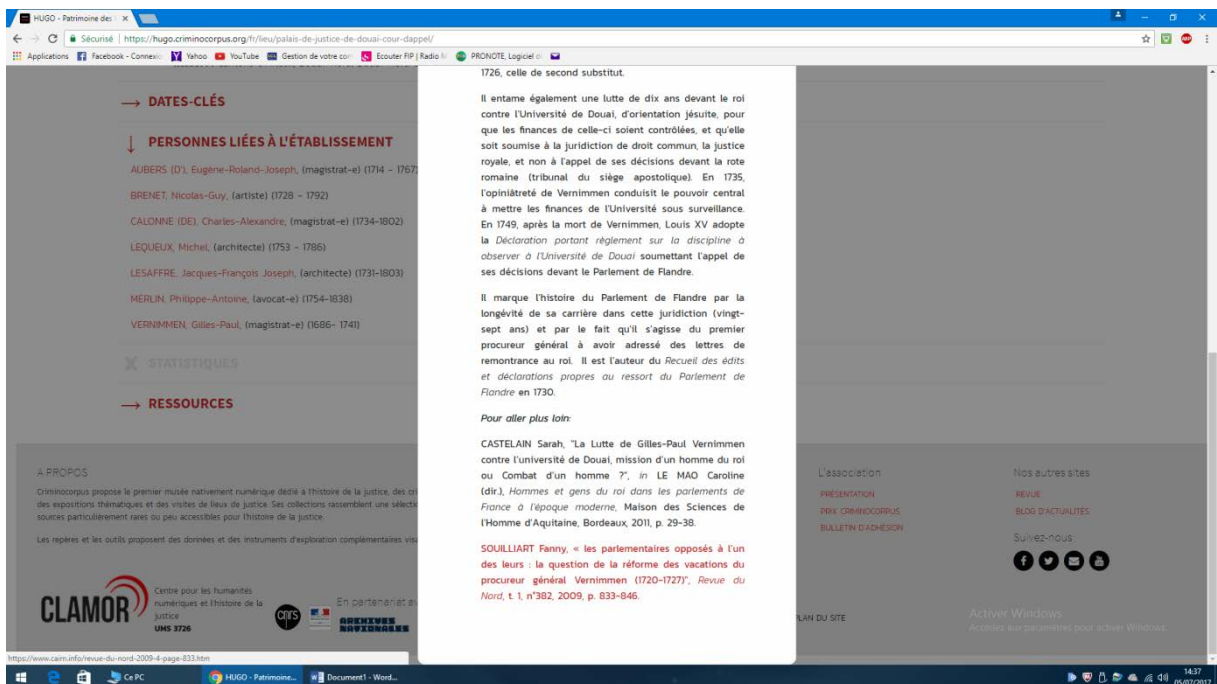 HUGO - Patrimoine des
Sécurisé | https://hugo.criminocorpus.org/fr/lieu/palais-de-justice-de-douai-cour-dappel/
Applications Facebook - Connexio Yahoo YouTube Gestion de votre con Ecouter FIP | Radio PRONOTE, Logiciel
→ DATES-CLÉS
↓ PERSONNES LIÉES À L'ÉTABLISSEMENT
AUBERS (D'), Eugène-Roland-Joseph, (magistrat-e) (1714 - 1767)
BRENET, Nicolas-Guy, (artiste) (1728 - 1792)
CALONNE (DE), Charles-Alexandre, (magistrat-e) (1734-1802)
LEQUEUX, Michel, (architecte) (1753 - 1786)
LESAFFRE, Jacques-François Joseph, (architecte) (1731-1803)
MERLIN, Philippe-Antoine, (avocat-e) (1754-1838)
VERNIMMEN, Gilles-Paul, (magistrat-e) (1686- 1741)
STATISTIQUES
→ RESSOURCES
1726, celle de second substitut.
Il entame également une lutte de dix ans devant le roi
contre l'Université de Douai, d'orientation jésuite, pour
que les finances de celle-ci soient contrôlées, et qu'elle
soit soumise à la juridiction de droit commun, la justice
royale, et non à l'appel de ses décisions devant la rote
romaine (tribunal du siège apostolique). En 1735,
l'opiniâtreté de Vernimmen conduisit le pouvoir central
à mettre les finances de l'Université sous surveillance.
En 1749, après la mort de Vernimmen, Louis XV adopte
la Déclaration portant règlement sur la discipline à
observer à l'Université de Douai soumettant l'appel de
ses décisions devant le Parlement de Flandre.
Il marque l'histoire du Parlement de Flandre par la
longévité de sa carrière dans cette juridiction (vingt-
sept ans) et par le fait qu'il s'agisse du premier
procureur général à avoir adressé des lettres de
remontrance au roi. Il est l'auteur du Recueil des édits
et déclarations propres au ressort du Parlement de
Flandre en 1730.
Pour aller plus loin:
CASTELAIN Sarah, "La Lutte de Gilles-Paul Vernimmen
contre l'université de Douai, mission d'un homme du roi
ou Combat d'un homme ?", in LE MAO Caroline
(dir.), Hommes et gens du roi dans les parlements de
France à l'époque moderne, Maison des Sciences de
l'Homme d'Aquitaine, Bordeaux, 2011, p. 29-38.
SOUILLIART Fanny, « les parlementaires opposés à l'un
des leurs : la question de la réforme des vacations du
procureur général Vernimmen (1720-1727)", Revue du
Nord, t. 1, n°382, 2009, p. 833-846.
A PROPOS
Criminocorpus propose le premier musée nativement numérique dédié à l'histoire de la justice, des cri
des expositions thématiques et des visites de lieux de justice. Ses collections rassemblent une sélecti
sources particulièrement rares ou peu accessibles pour l'histoire de la justice.
Les repères et les outils proposent des données et des instruments d'exploration complémentaires vis
CLAMOR
Centre pour les humanités
numériques et l'histoire de la
justice
UMS 3726
cnrs
En partenariat av
ARCHIVES
NATIONALES
L'association
PRÉSENTATION
PRIX CRIMINOCORPUS
BULLETIN D'ADHÉSION
Nos autres sites
REVUE
BLOG D'ACTUALITÉS
Suivez-nous:
PLAN DU SITE
Activer Windows
Accédez aux paramètres pour activer Windows.
https://www.cairn.info/revue-du-nord-2009-4-page-833.htm
Ce PC HUGO - Patrimoine... Document1 - Word...
14:37
05/07/2017